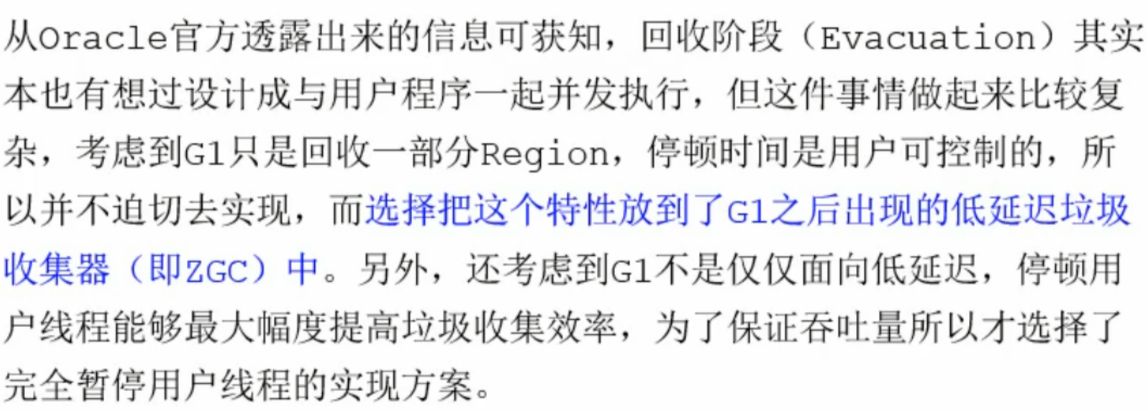 从Oracle官方透露出来的信息可获知，回收阶段（Evacuation）其实
本也有想过设计成与用户程序一起并发执行，但这件事情做起来比较复
杂，考虑到G1只是回收一部分Region，停顿时间是用户可控制的，所
以并不迫切去实现，而选择把这个特性放到了G1之后出现的低延迟垃圾
收集器（即ZGC）中。另外，还考虑到G1不是仅仅面向低延迟，停顿用
户线程能够最大幅度提高垃圾收集效率，为了保证吞吐量所以才选择了
完全暂停用户线程的实现方案。